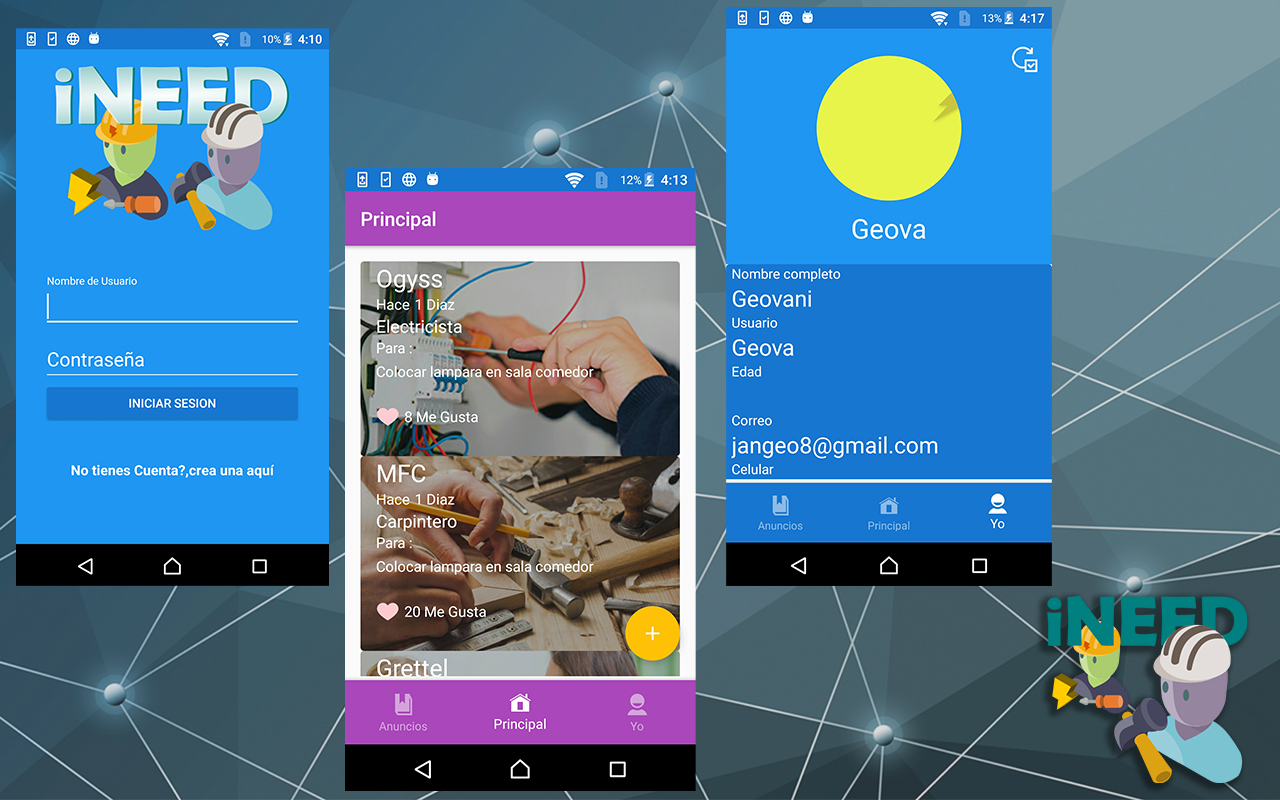 10% 4:10
iNEED
Nombre de Usuario
Contraseña
INICIAR SESION
No tienes Cuenta?,crea una aquí
12% 4:13
Principal
Ogyss
Hace 1 Diaz
Electricista
Para :
Colocar lampara en sala comedor
8 Me Gusta
MFC
Hace 1 Diaz
Carpintero
Para :
Colocar lampara en sala comedor
20 Me Gusta
+
Grettel
Anuncios
Principal
Yo
13% 4:17
Geova
Nombre completo
Geovani
Usuario
Geova
Edad
Correo
jangeo8@gmail.com
Celular
Anuncios
Principal
Yo
iNEED